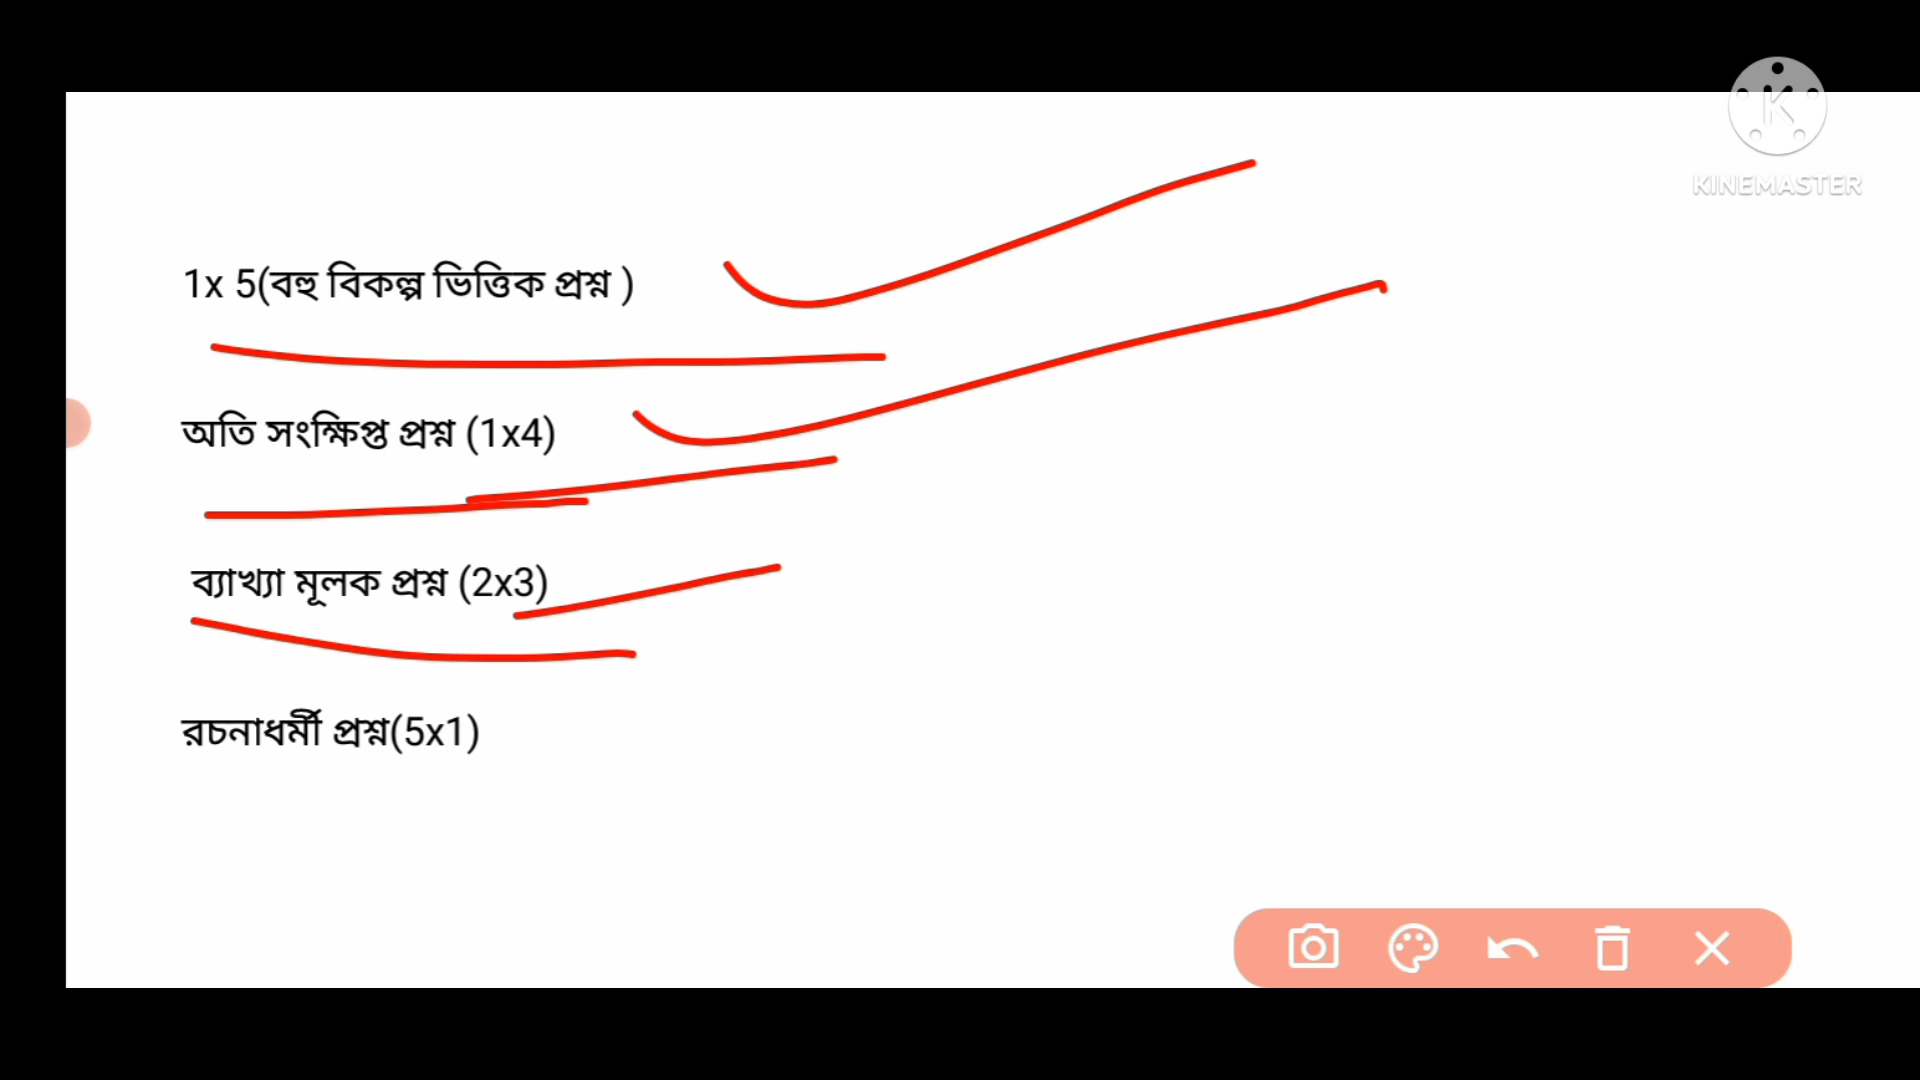 KINEMASTER
1x 5(বহু বিকল্প ভিত্তিক প্রশ্ন )
অতি সংক্ষিপ্ত প্রশ্ন (1x4)
ব্যাখ্যা মূলক প্রশ্ন (2x3)
রচনাধর্মী প্রশ্ন(5x1)